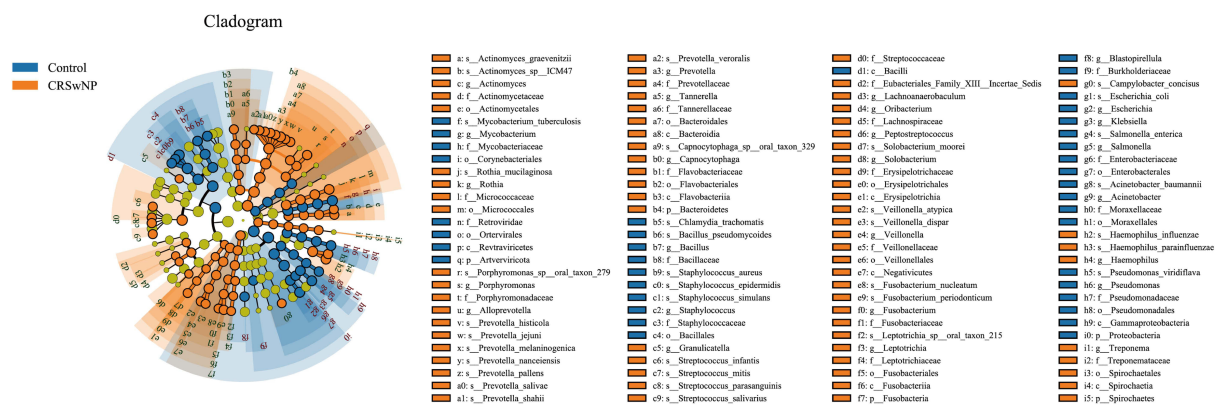 Cladogram
Control
CRSwNP
a: s__Actinomyces_graevenitzii
b: s__Actinomyces_sp__ICM47
c: g__Actinomyces
d: f__Actinomycetaceae
e: o__Actinomycetales
f: s__Mycobacterium_tuberculosis
g: g__Mycobacterium
h: f__Mycobacteriaceae
i: o__Corynebacteriales
j: s__Rothia_mucilaginosa
k: g__Rothia
l: f__Micrococcaceae
m: o__Micrococcales
n: f__Retroviridae
o: o__Ortervirales
p: c__Revtraviricetes
q: p__Artverviricota
r: s__Porphyromonas_sp__oral_taxon_279
s: g__Porphyromonas
t: f__Porphyromonadaceae
u: g__Alloprevotella
v: s__Prevotella_histicola
w: s__Prevotella_jejuni
x: s__Prevotella_melaninogenica
y: s__Prevotella_nanceiensis
z: s__Prevotella_pallens
a0: s__Prevotella_salivae
a1: s__Prevotella_shahii
a2: s__Prevotella_veroralis
a3: g__Prevotella
a4: f__Prevotellaceae
a5: g__Tannerella
a6: f__Tannerellaceae
a7: o__Bacteroidales
a8: c__Bacteroidia
a9: s__Capnocytophaga_sp__oral_taxon_329
b0: g__Capnocytophaga
b1: f__Flavobacteriaceae
b2: o__Flavobacteriales
b3: c__Flavobacteriia
b4: p__Bacteroidetes
b5: s__Chlamydia_trachomatis
b6: s__Bacillus_pseudomycoides
b7: g__Bacillus
b8: f__Bacillaceae
b9: s__Staphylococcus_aureus
c0: s__Staphylococcus_epidermidis
c1: s__Staphylococcus_simulans
c2: g__Staphylococcus
c3: f__Staphylococcaceae
c4: o__Bacillales
c5: g__Granulicatella
c6: s__Streptococcus_infantis
c7: s__Streptococcus_mitis
c8: s__Streptococcus_parasanguinis
c9: s__Streptococcus_salivarius
d0: f__Streptococcaceae
d1: c__Bacilli
d2: f__Eubacteriales_Family_XIII__Incertae_Sedis
d3: g__Lachnoanaerobaculum
d4: g__Oribacterium
d5: f__Lachnospiraceae
d6: g__Peptostreptococcus
d7: s__Solobacterium_moorei
d8: g__Solobacterium
d9: f__Erysipelotrichaceae
e0: o__Erysipelotrichales
e1: c__Erysipelotrichia
e2: s__Veillonella_atypica
e3: s__Veillonella_dispar
e4: g__Veillonella
e5: f__Veillonellaceae
e6: o__Veillonellales
e7: c__Negativicutes
e8: s__Fusobacterium_nucleatum
e9: s__Fusobacterium_periodonticum
f0: g__Fusobacterium
f1: f__Fusobacteriaceae
f2: s__Leptotrichia_sp__oral_taxon_215
f3: g__Leptotrichia
f4: f__Leptotrichiaceae
f5: o__Fusobacteriales
f6: c__Fusobacteriia
f7: p__Fusobacteria
f8: g__Blastopirellula
f9: f__Burkholderiaceae
g0: s__Campylobacter_concisus
g1: s__Escherichia_coli
g2: g__Escherichia
g3: g__Klebsiella
g4: s__Salmonella_enterica
g5: g__Salmonella
g6: f__Enterobacteriaceae
g7: o__Enterobacterales
g8: s__Acinetobacter_baumannii
g9: g__Acinetobacter
h0: f__Moraxellaceae
h1: o__Moraxellales
h2: s__Haemophilus_influenzae
h3: s__Haemophilus_parainfluenzae
h4: g__Haemophilus
h5: s__Pseudomonas_viridiflava
h6: g__Pseudomonas
h7: f__Pseudomonadaceae
h8: o__Pseudomonadales
h9: c__Gammaproteobacteria
i0: p__Proteobacteria
i1: g__Treponema
i2: f__Treponemataceae
i3: o__Spirochaetales
i4: c__Spirochaetia
i5: p__Spirochaetes